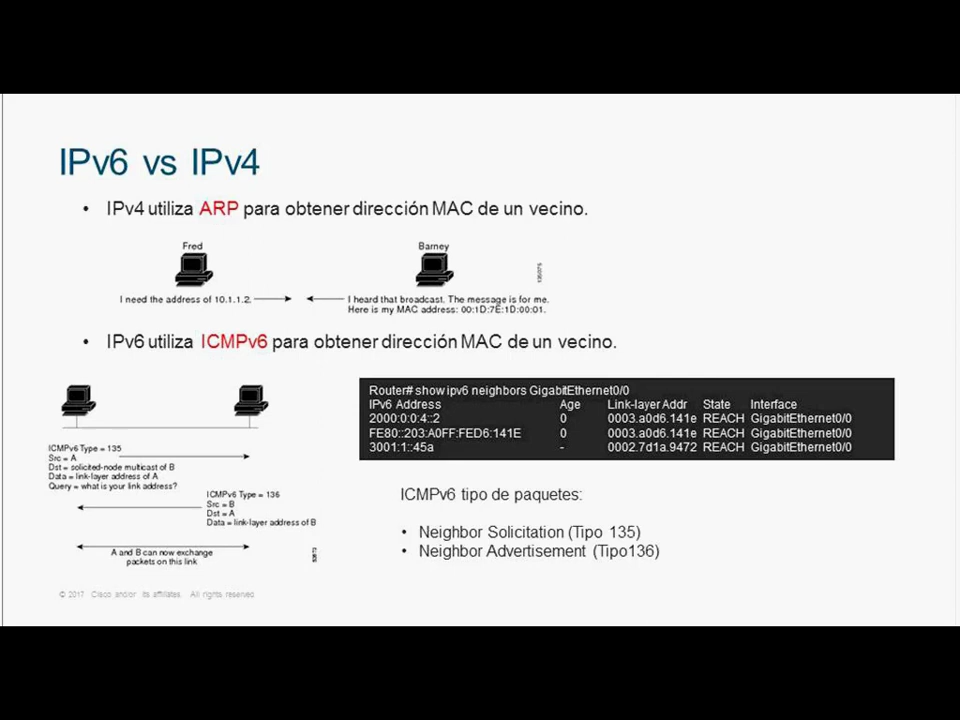 IPv6 vs IPv4
• IPv4 utiliza ARP para obtener dirección MAC de un vecino.
Fred
Barney
I need the address of 10.1.1.2.
I heard that broadcast. The message is for me.
Here is my MAC address: 00:1D:7E:1D:00:01.
• IPv6 utiliza ICMPv6 para obtener dirección MAC de un vecino.
ICMPv6 Type = 135
Src = A
Dst = solicited-node multicast of B
Data = link-layer address of A
Query = what is your link address?
ICMPv6 Type = 136
Src = B
Dst = A
Data = link-layer address of B
A and B can now exchange
packets on this link
Router# show ipv6 neighbors GigabitEthernet0/0
IPv6 Address Age Link-layer Addr State Interface
2000:0:0:4::2 0 0003.a0d6.141e REACH GigabitEthernet0/0
FE80::203:A0FF:FED6:141E 0 0003.a0d6.141e REACH GigabitEthernet0/0
3001:1::45a - 0002.7d1a.9472 REACH GigabitEthernet0/0
ICMPv6 tipo de paquetes:
• Neighbor Solicitation (Tipo 135)
• Neighbor Advertisement (Tipo136)
© 2017 Cisco and/or its affiliates. All rights reserved